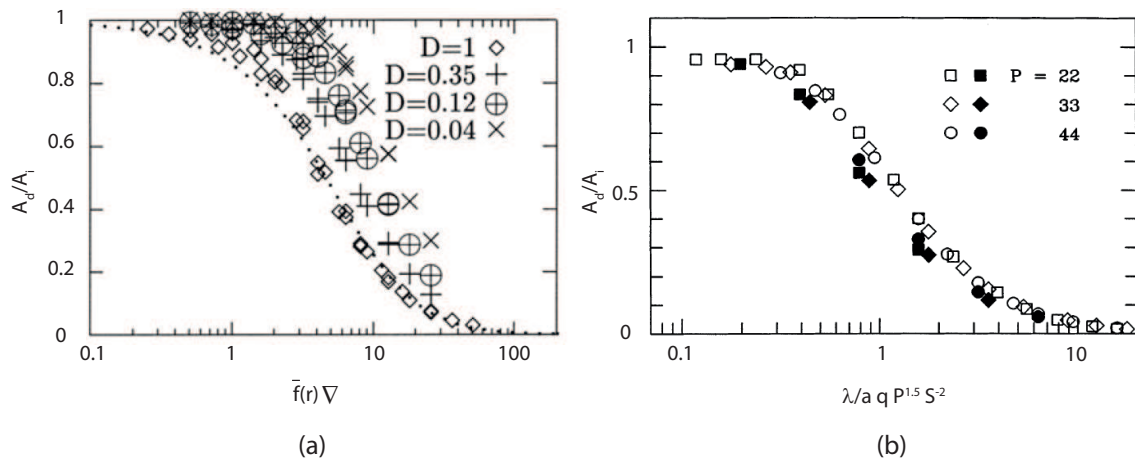 1
0.8
0.6
0.4
0.2
0
A_d/A_i
D=1
D=0.35
D=0.12
D=0.04
0.1 1 10 100
f̄(r) ∇
(a)
1
0.5
0
A_d/A_i
P = 22
33
44
0.1 1 10
λ/a q P^1.5 S^-2
(b)